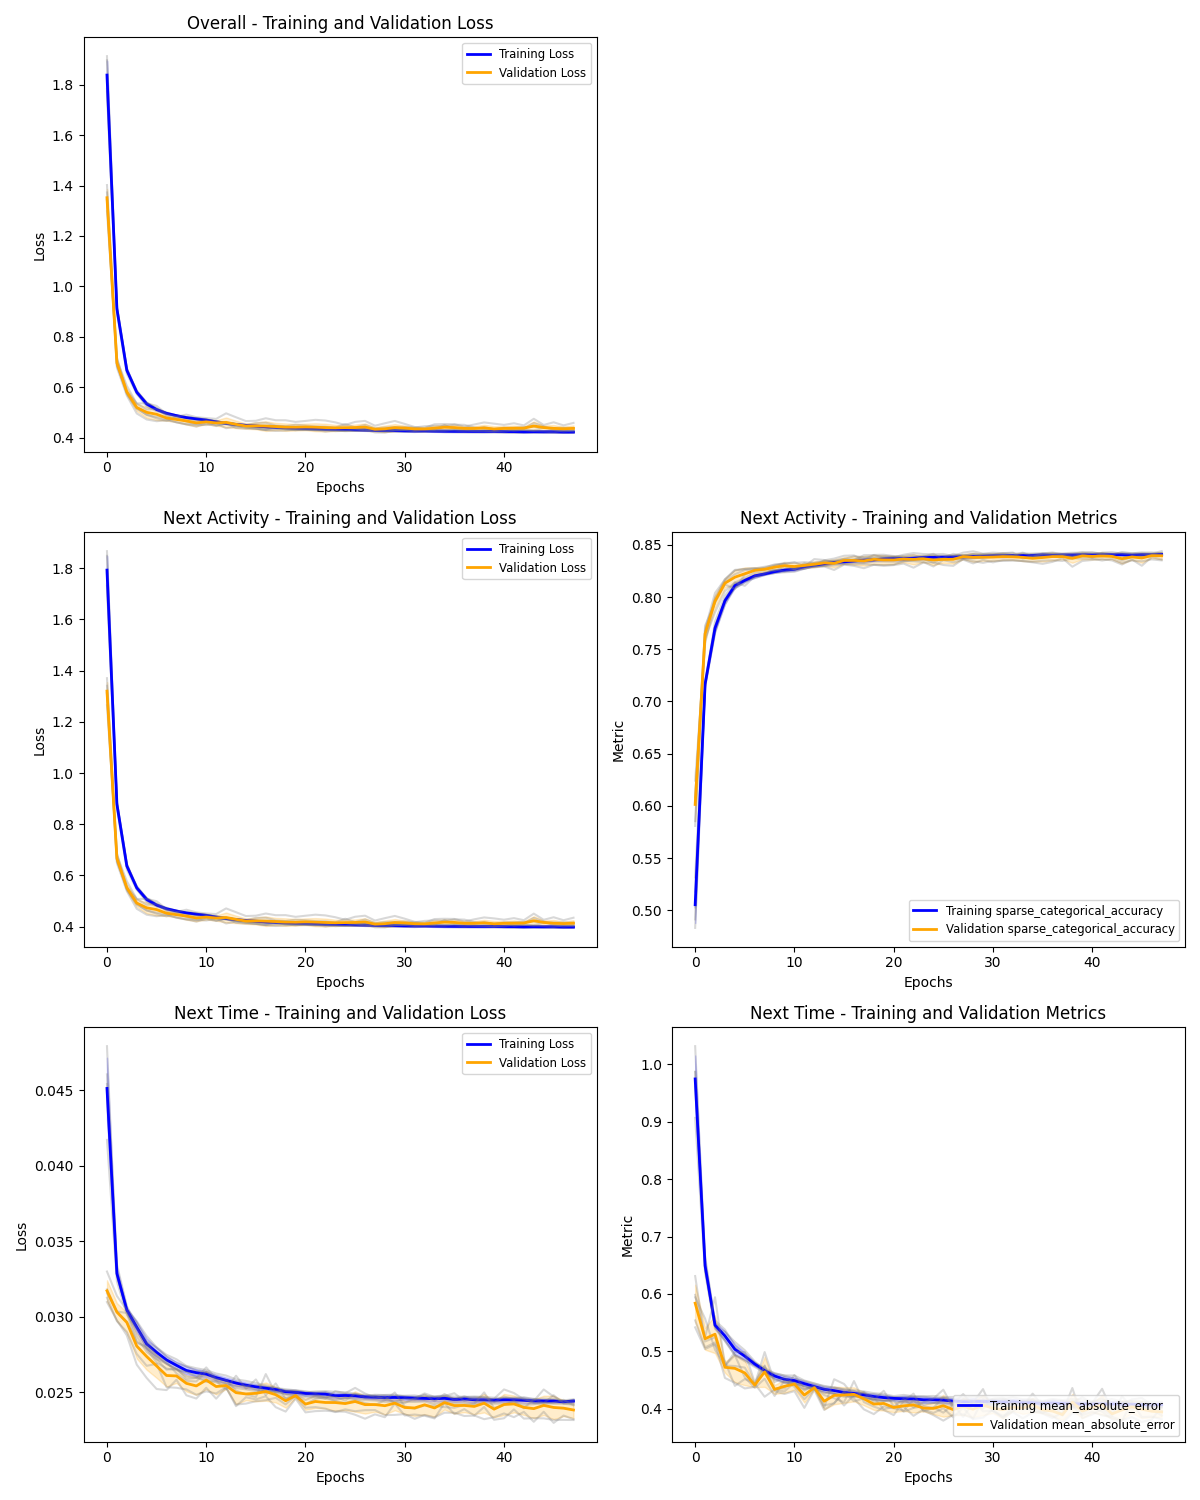 Overall - Training and Validation Loss
Training Loss
Validation Loss
Loss
1.8
1.6
1.4
1.2
1.0
0.8
0.6
0.4
0 10 20 30 40
Epochs
Next Activity - Training and Validation Loss
Training Loss
Validation Loss
Loss
1.8
1.6
1.4
1.2
1.0
0.8
0.6
0.4
0 10 20 30 40
Epochs
Next Activity - Training and Validation Metrics
Metric
0.85
0.80
0.75
0.70
0.65
0.60
0.55
0.50
Training sparse_categorical_accuracy
Validation sparse_categorical_accuracy
0 10 20 30 40
Epochs
Next Time - Training and Validation Loss
Training Loss
Validation Loss
Loss
0.045
0.040
0.035
0.030
0.025
0 10 20 30 40
Epochs
Next Time - Training and Validation Metrics
Metric
1.0
0.9
0.8
0.7
0.6
0.5
0.4
Training mean_absolute_error
Validation mean_absolute_error
0 10 20 30 40
Epochs